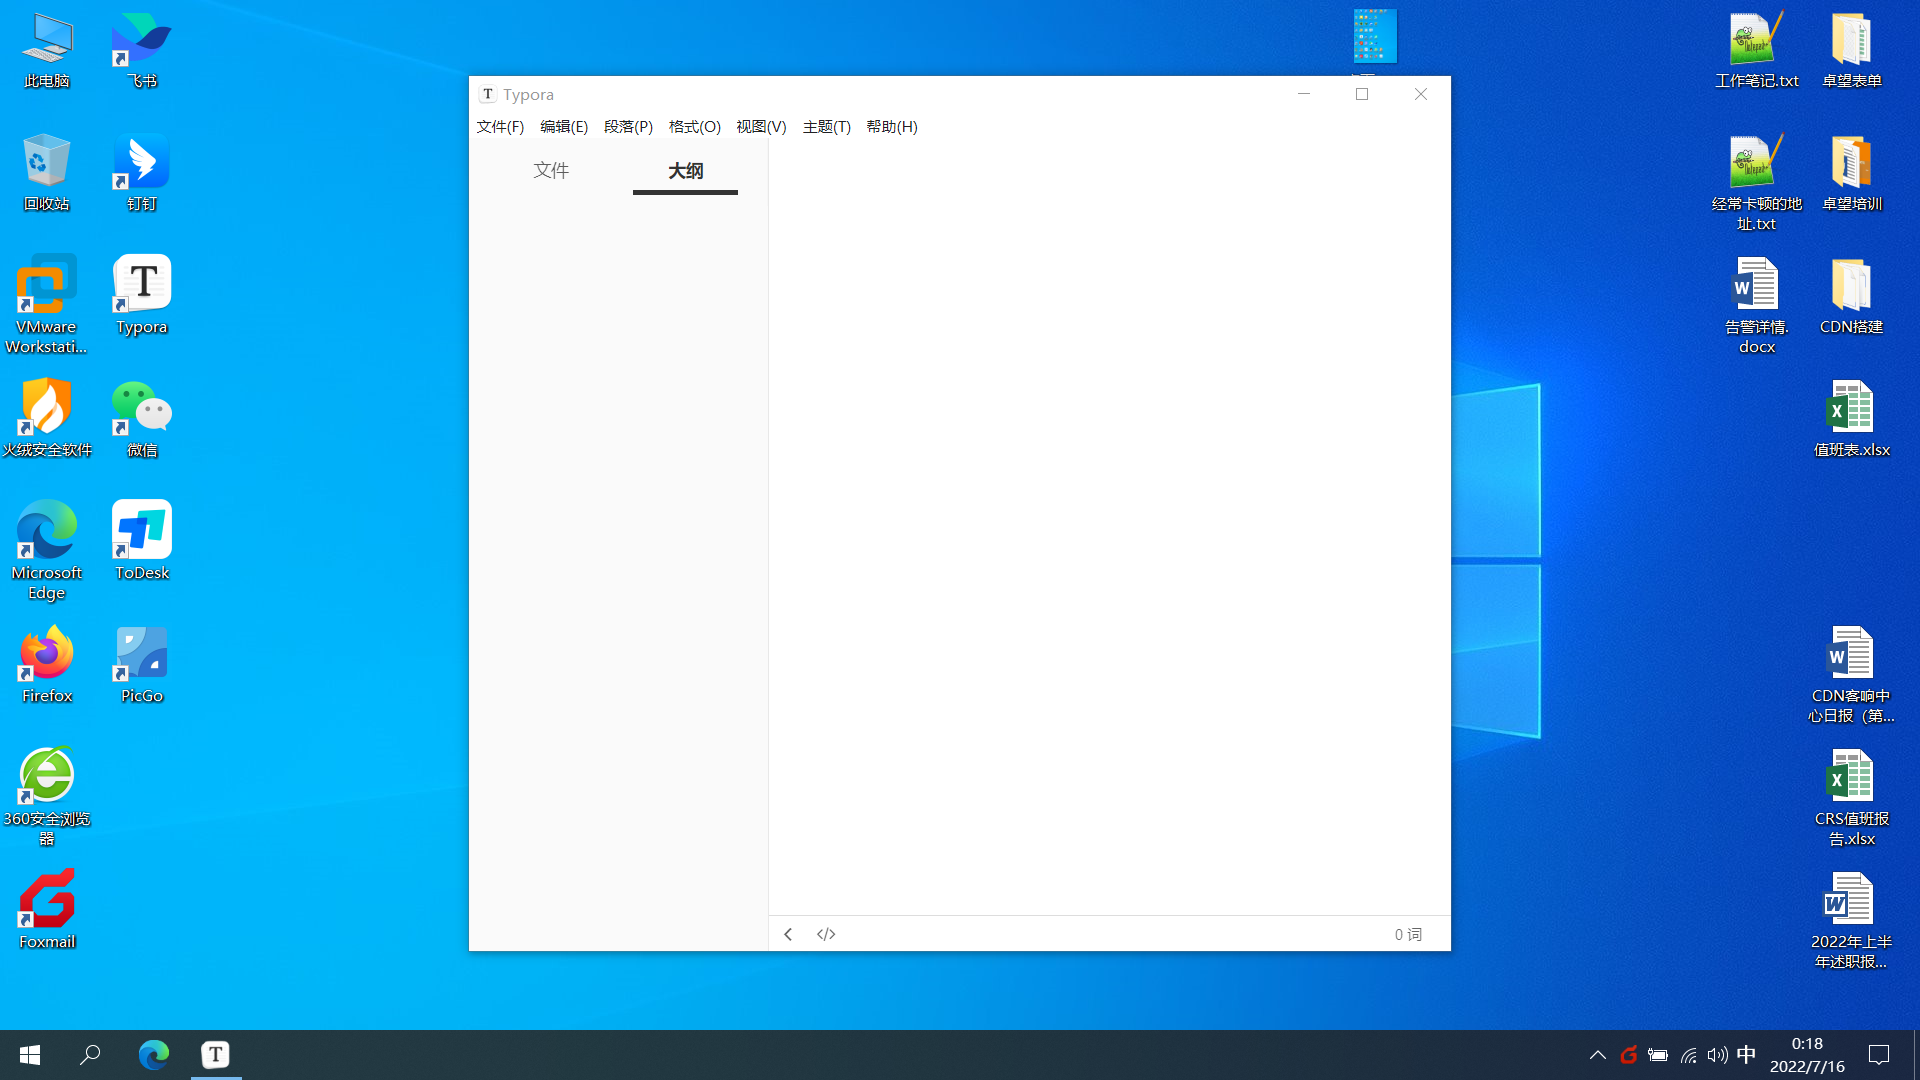 此电脑
飞书
回收站
钉钉
VMware
Workstati...
Typora
火绒安全软件
微信
Microsoft
Edge
ToDesk
Firefox
PicGo
360安全浏览
器
Foxmail
T Typora
文件(F) 编辑(E) 段落(P) 格式(O) 视图(V) 主题(T) 帮助(H)
文件 大纲
</> 0 词
工作笔记.txt
卓望表单
经常卡顿的地
址.txt
卓望培训
告警详情.
docx
CDN搭建
值班表.xlsx
CDN客响中
心日报（第...
CRS值班报
告.xlsx
2022年上半
年述职报...
中
0:18
2022/7/16